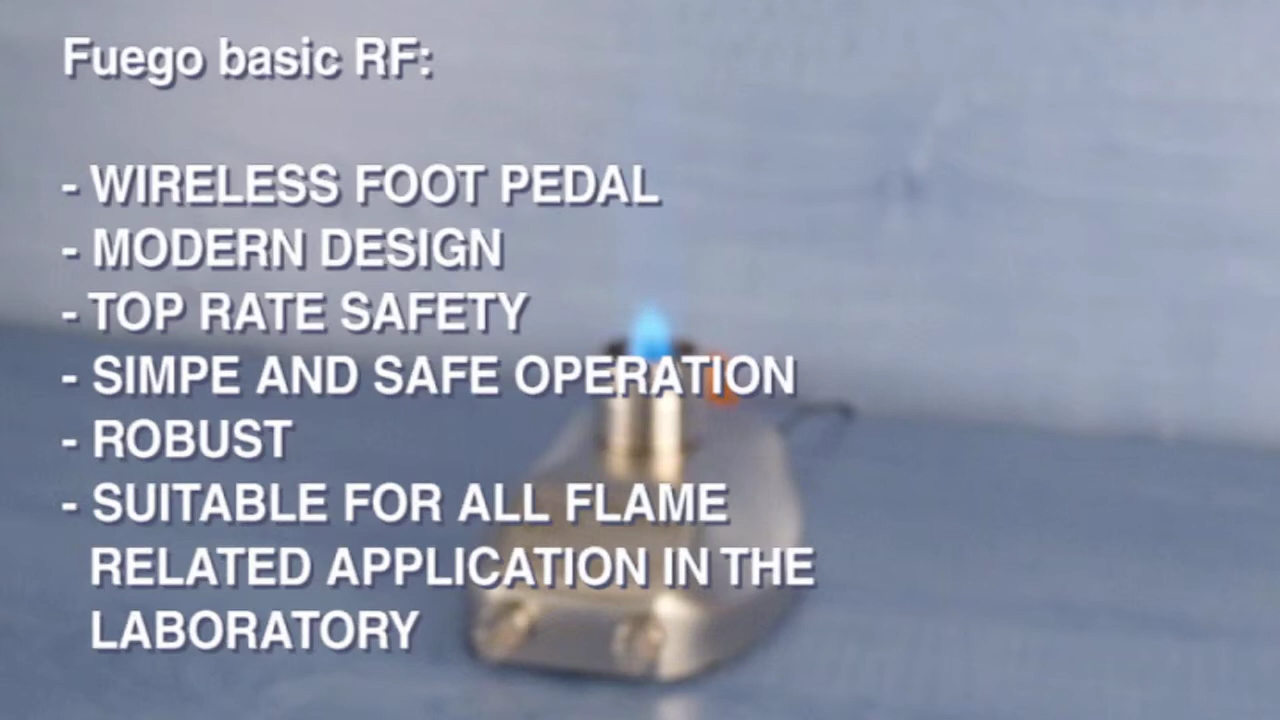 Fuego basic RF:
- WIRELESS FOOT PEDAL
- MODERN DESIGN
- TOP RATE SAFETY
- SIMPE AND SAFE OPERATION
- ROBUST
- SUITABLE FOR ALL FLAME
RELATED APPLICATION IN THE
LABORATORY